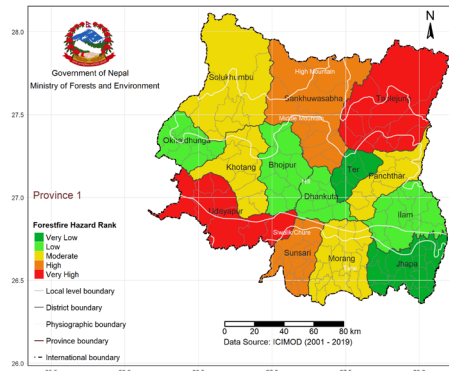 28.0
27.5
27.0
26.5
26.0
N
Government of Nepal
Ministry of Forests and Environment
Solukhumbu
High Mountain
Sankhuwasabha
Taplejung
Middle Mountain
Okhaldhunga
Khotang
Bhojpur
Ter
Panchthar
Hill
Dhankuta
Udayapur
Ilam
Siwalik/Churia
Sunsari
Morang
Terai
Jhapa
Province 1
Forestfire Hazard Rank
Very Low
Low
Moderate
High
Very High
Local level boundary
District boundary
Physiographic boundary
Province boundary
International boundary
0 20 40 60 80 km
Data Source: ICIMOD (2001 - 2019)